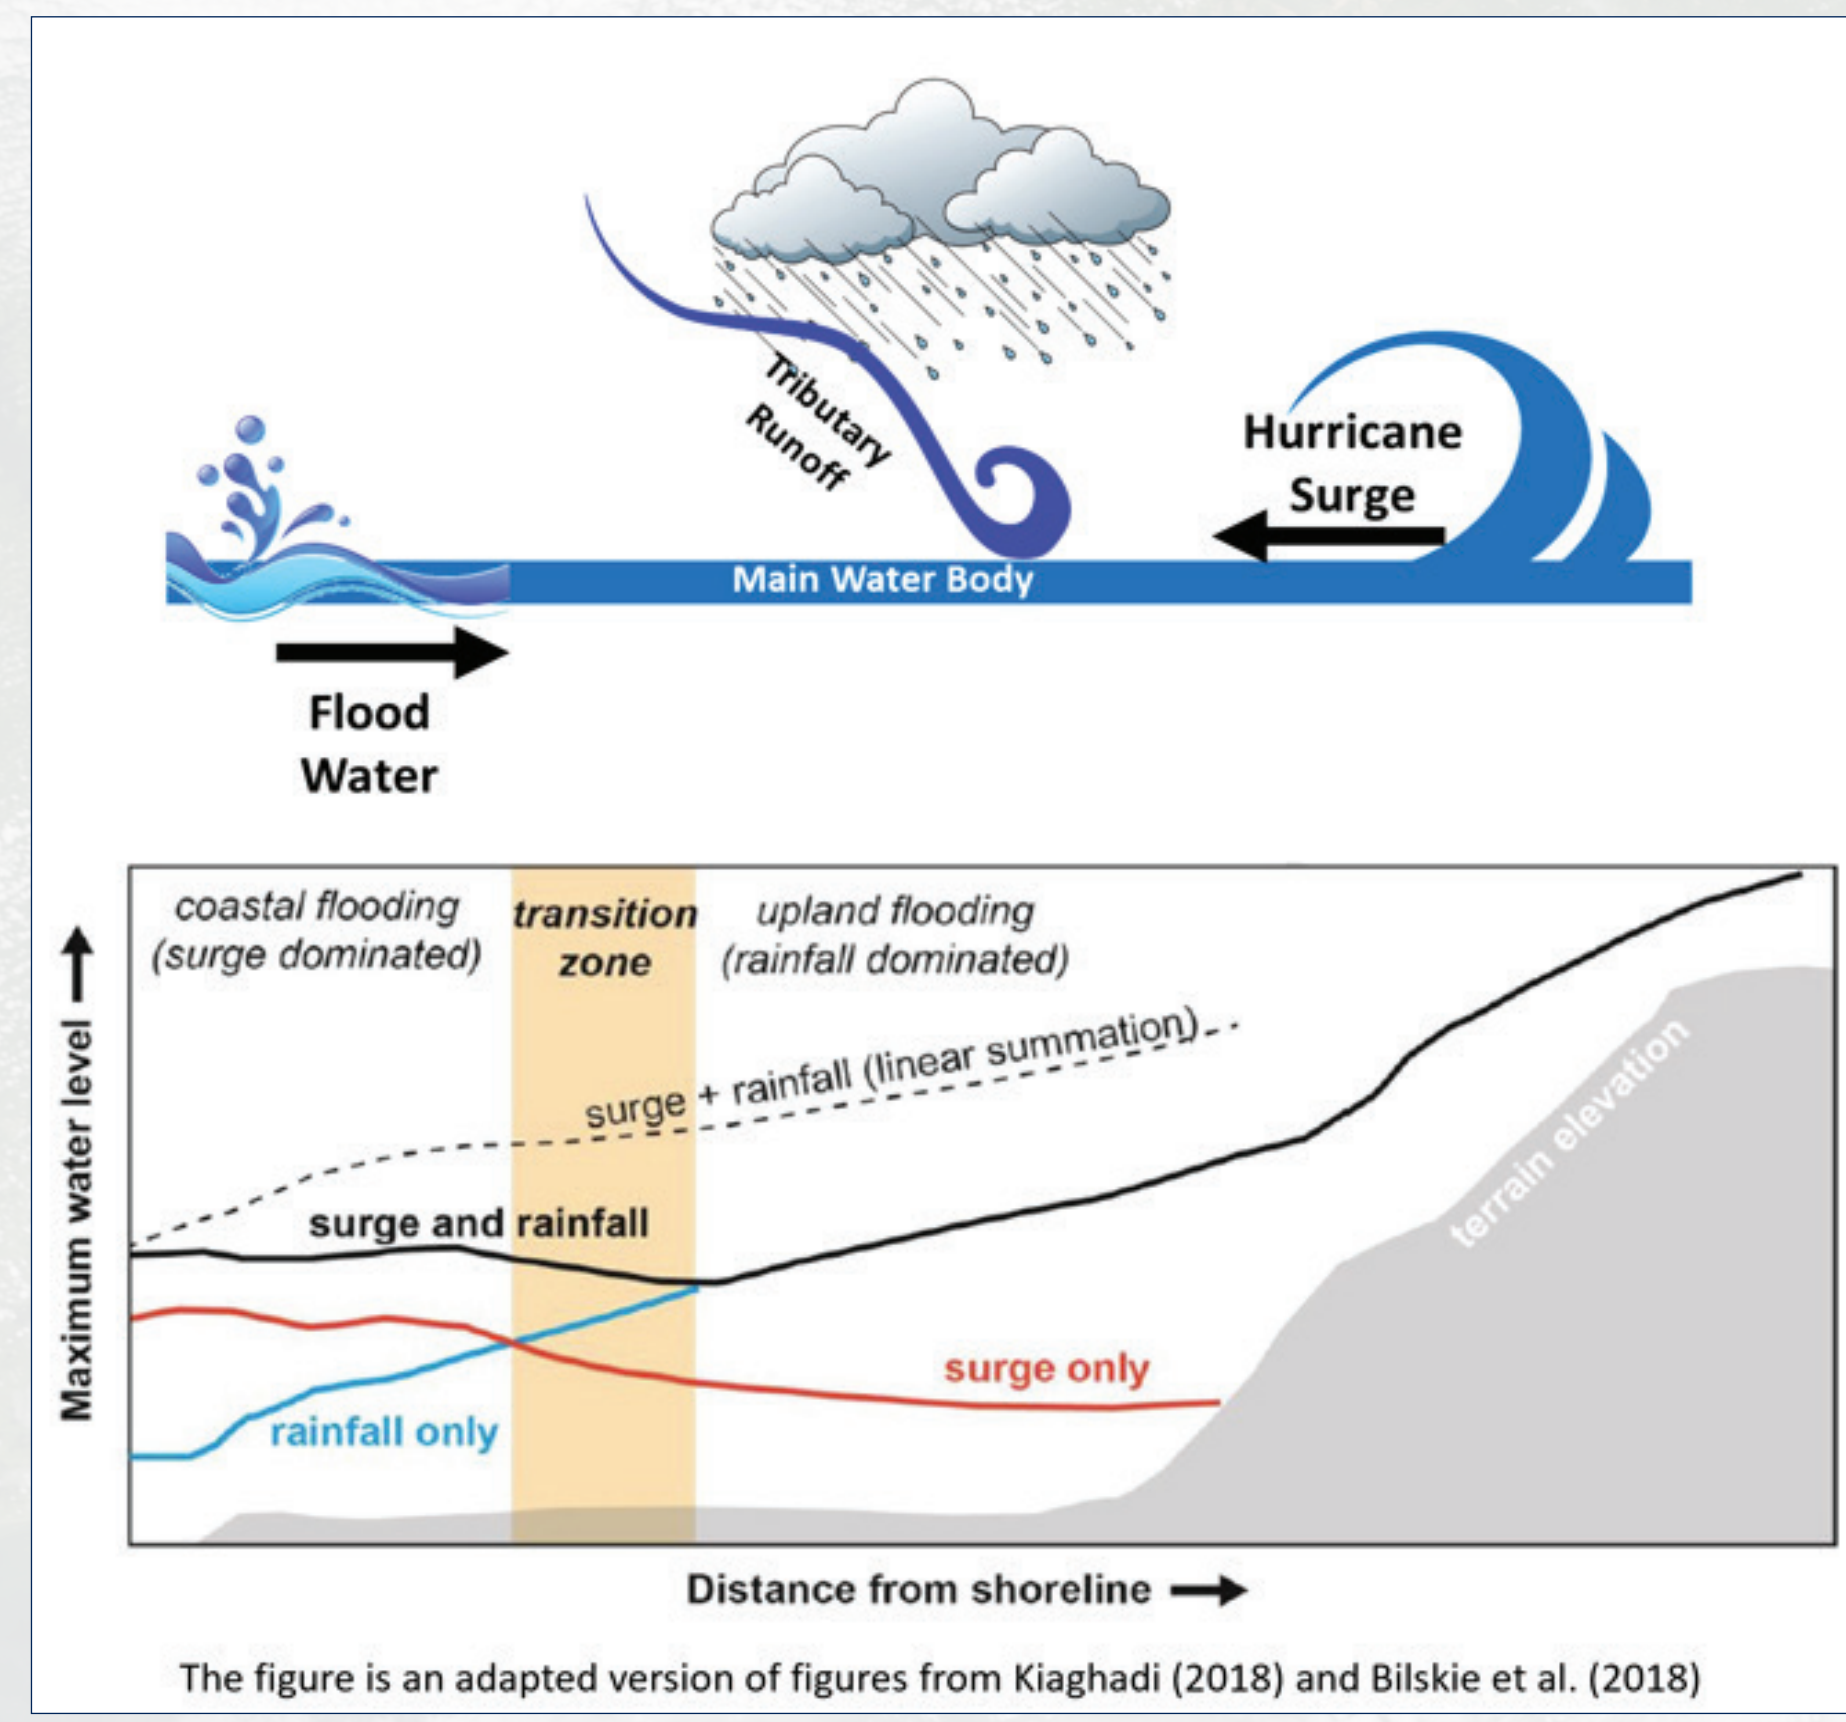 Tributary
Runoff
Hurricane
Surge
Main Water Body
Flood
Water
coastal flooding
(surge dominated)
transition
zone
upland flooding
(rainfall dominated)
surge + rainfall (linear summation)
surge and rainfall
surge only
rainfall only
terrain elevation
Maximum water level
Distance from shoreline
The figure is an adapted version of figures from Kiaghadi (2018) and Bilskie et al. (2018)